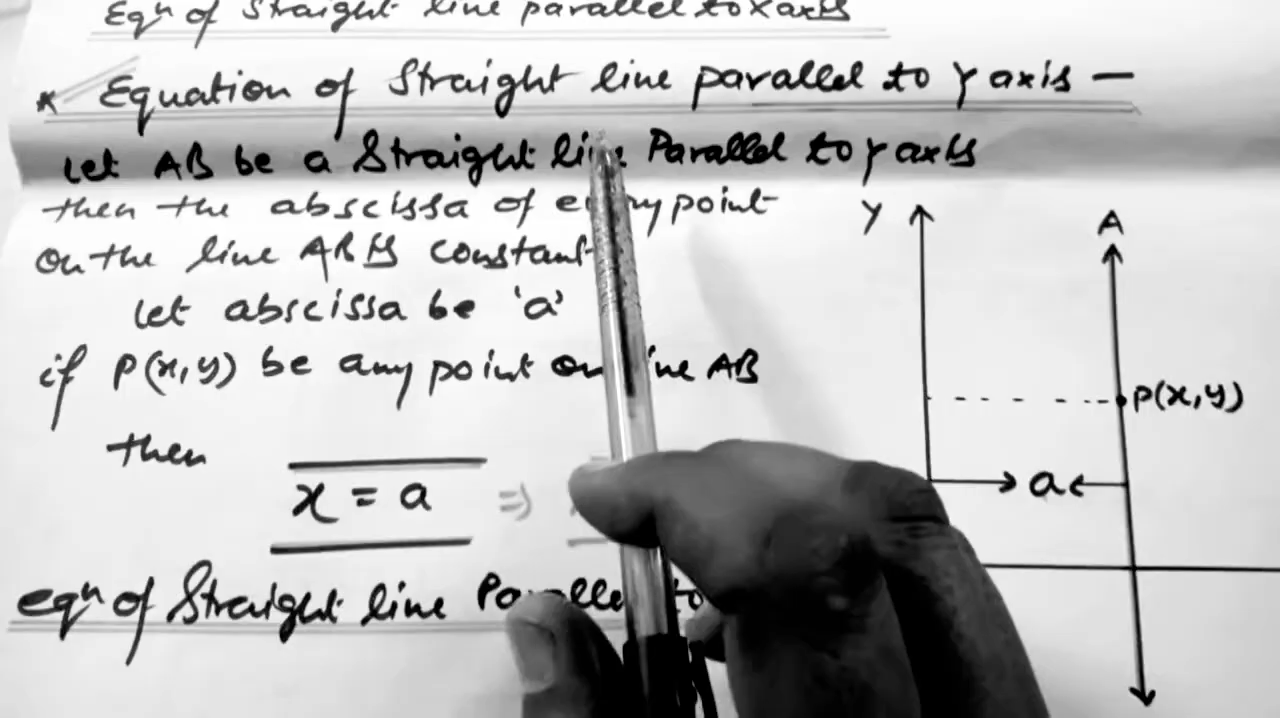 Eqn of Straight line parallel to x axis
* Equation of Straight line parallel to Y axis —
Let AB be a Straight line Parallel to Y axis
then the abscissa of every point
on the line AB is constant
Let abscissa be 'a'
if P(x,y) be any point on line AB
then
x = a ⇒
eqn of Straight line Parallel to
Y
A
P(x,y)
a